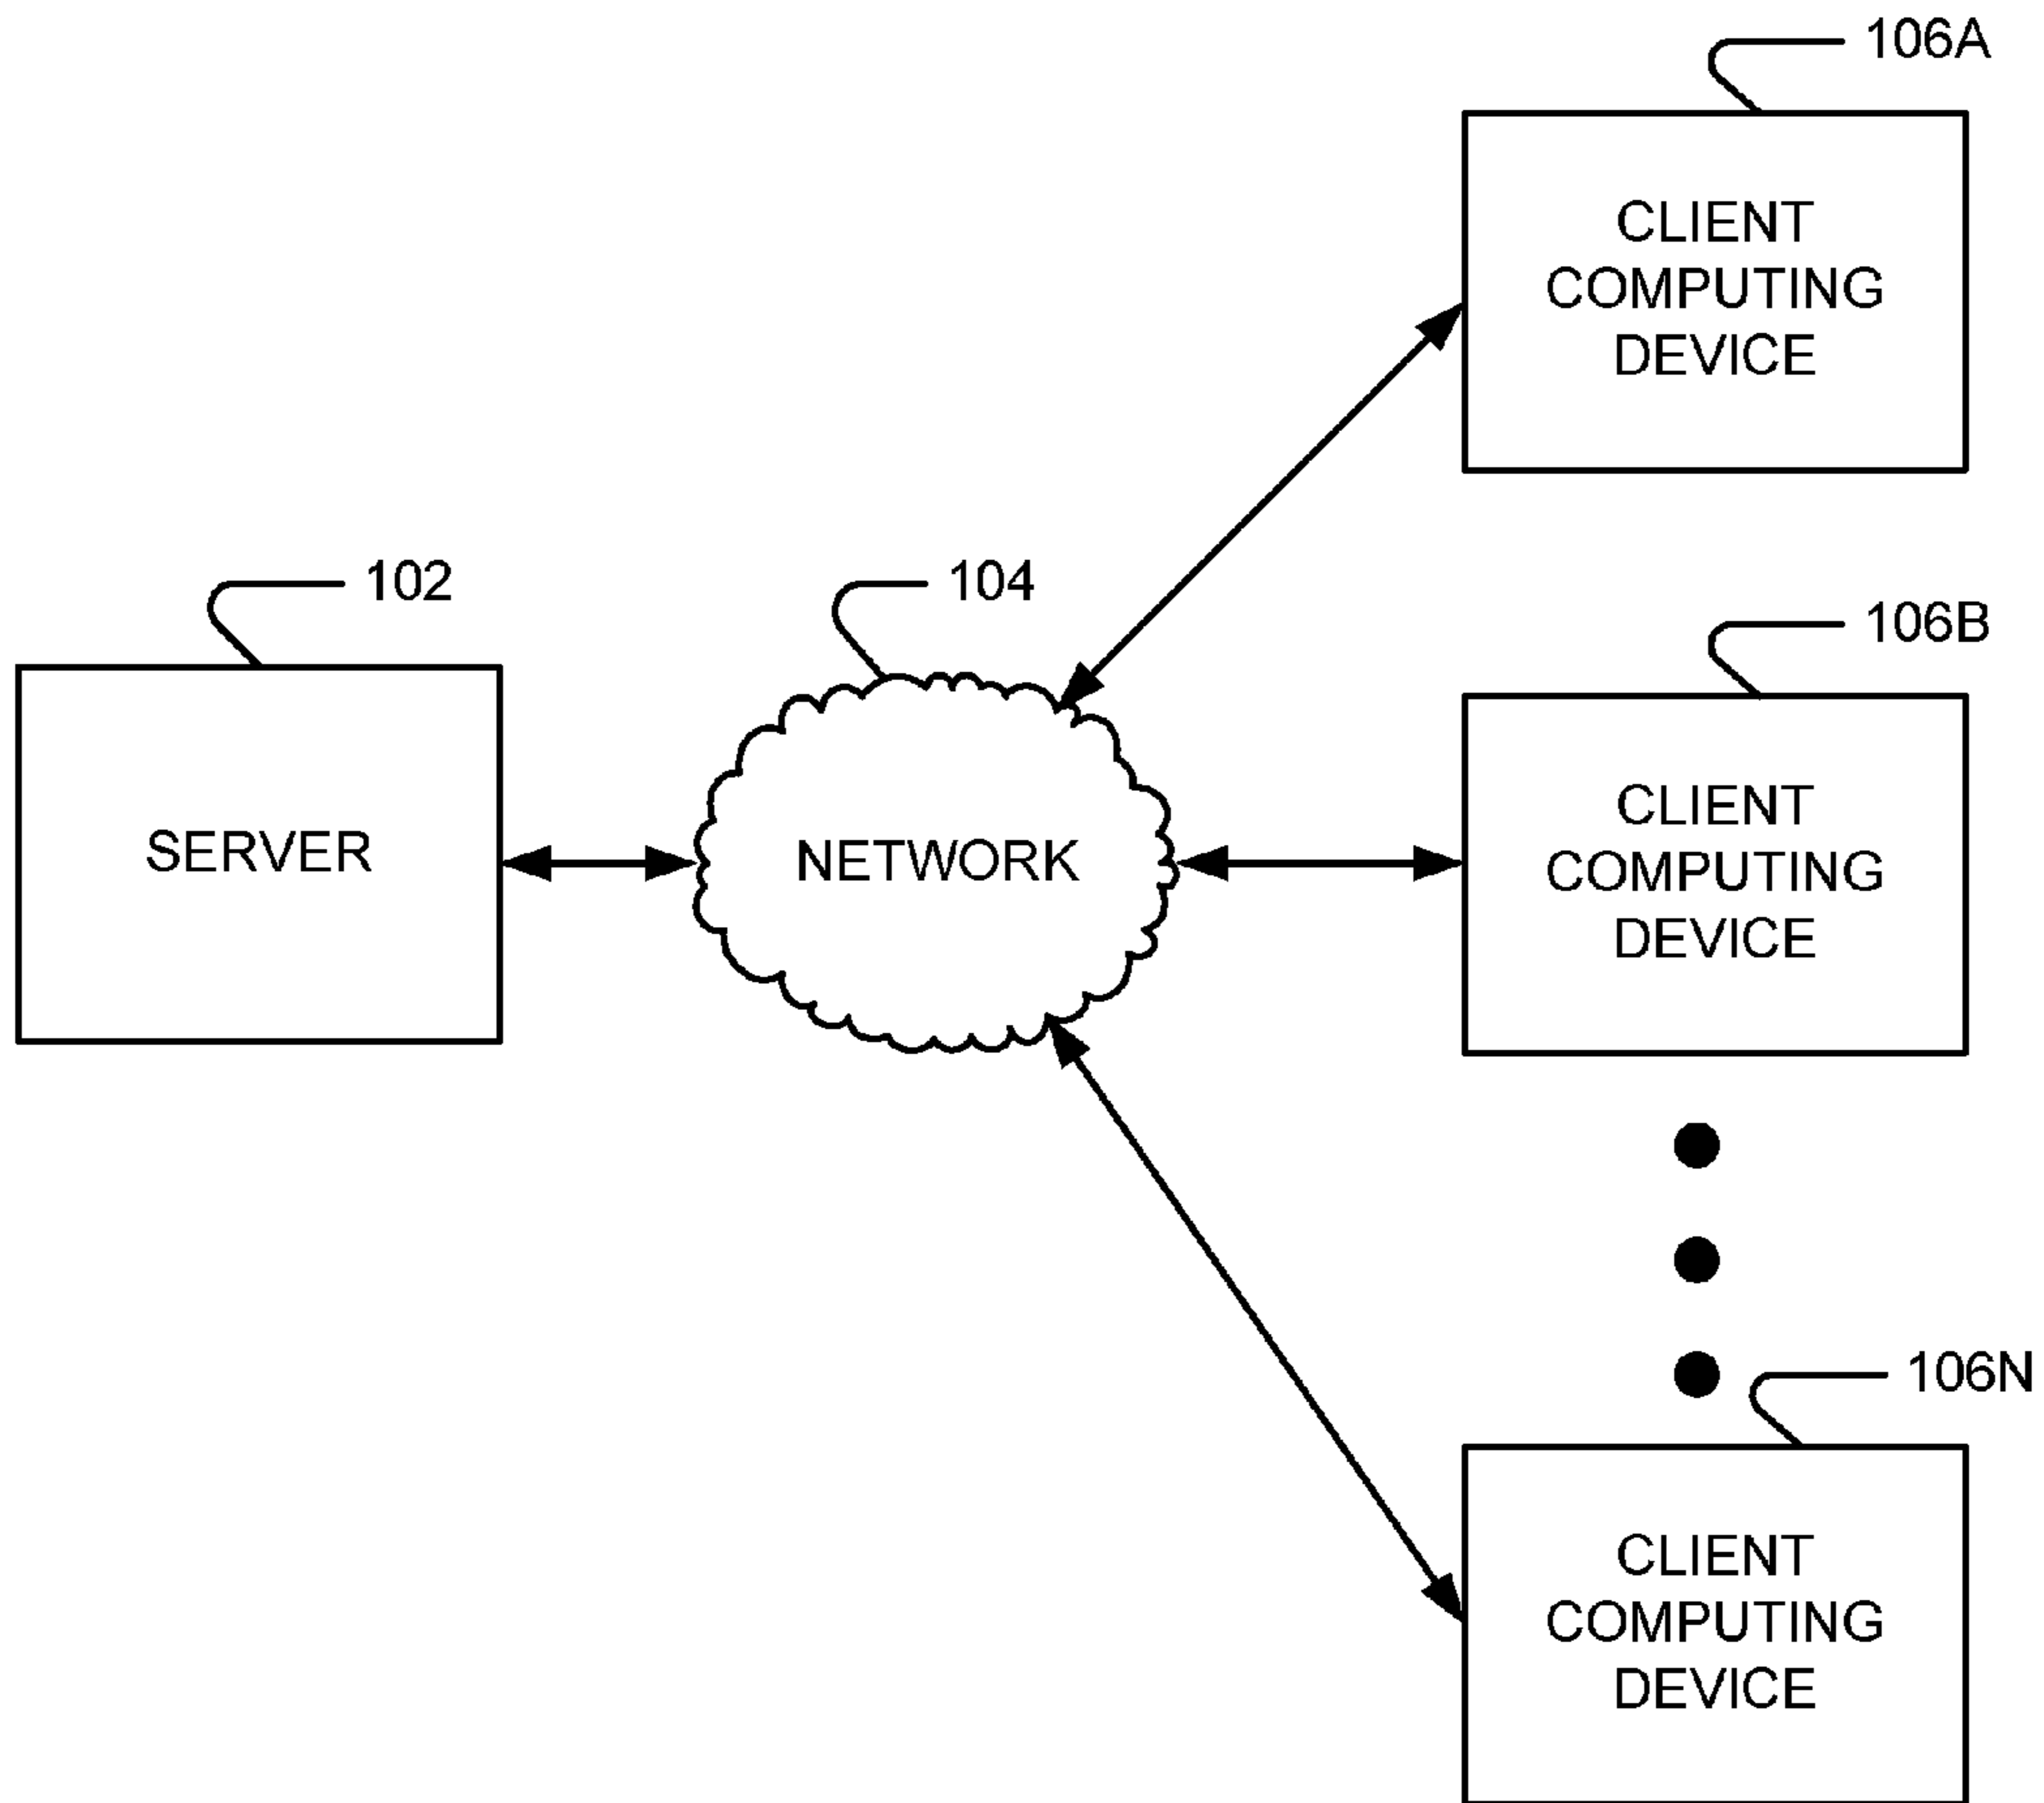 106A
CLIENT
COMPUTING
DEVICE
102
104
106B
SERVER
NETWORK
CLIENT
COMPUTING
DEVICE
106N
CLIENT
COMPUTING
DEVICE